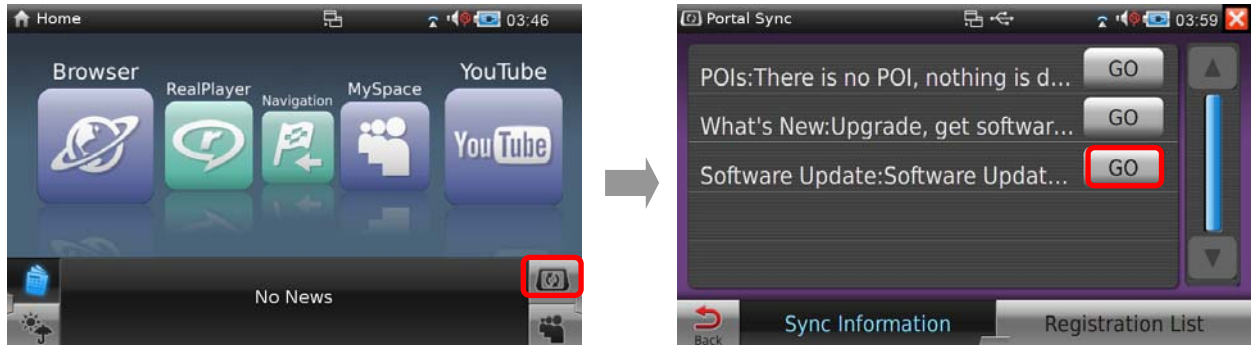 Home
03:46
Browser
RealPlayer
Navigation
MySpace
YouTube
You Tube
No News
Portal Sync
03:59
POIs:There is no POI, nothing is d...
GO
What's New:Upgrade, get softwar...
GO
Software Update:Software Updat...
GO
Back
Sync Information
Registration List